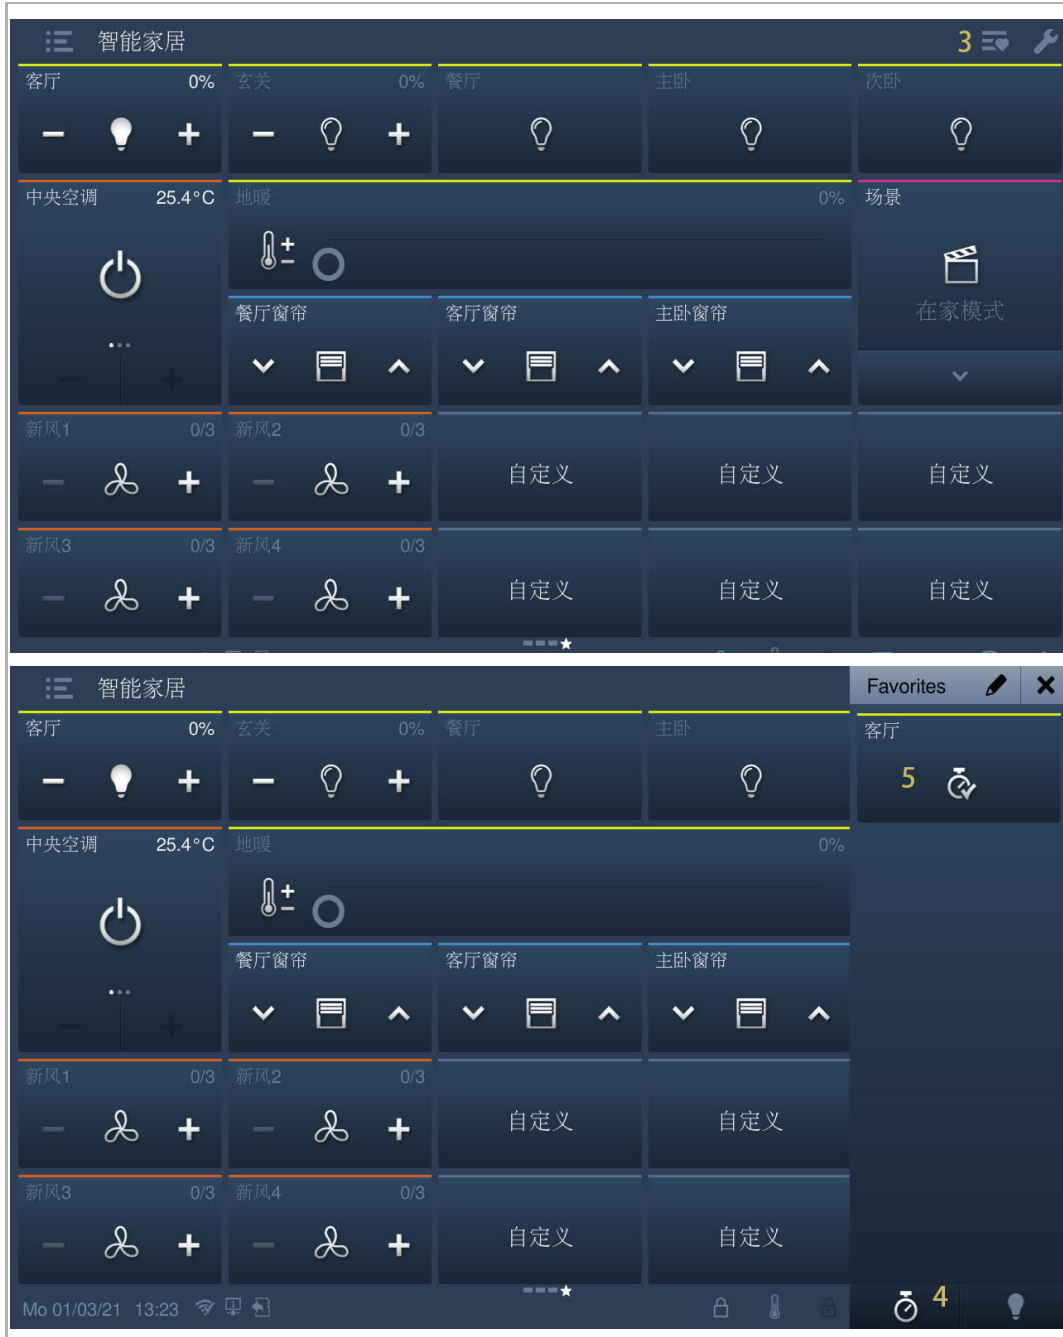 智能家居 3
客厅 0% 玄关 0% 餐厅 主卧 次卧
中央空调 25.4°C 地暖 0% 场景
餐厅窗帘 客厅窗帘 主卧窗帘 在家模式
新风1 0/3 新风2 0/3
自定义 自定义 自定义
新风3 0/3 新风4 0/3
自定义 自定义 自定义
智能家居 Favorites
客厅 0% 玄关 0% 餐厅 主卧 客厅
5
中央空调 25.4°C 地暖 0%
餐厅窗帘 客厅窗帘 主卧窗帘
新风1 0/3 新风2 0/3
自定义 自定义
新风3 0/3 新风4 0/3
自定义 自定义
Mo 01/03/21 13:23 4